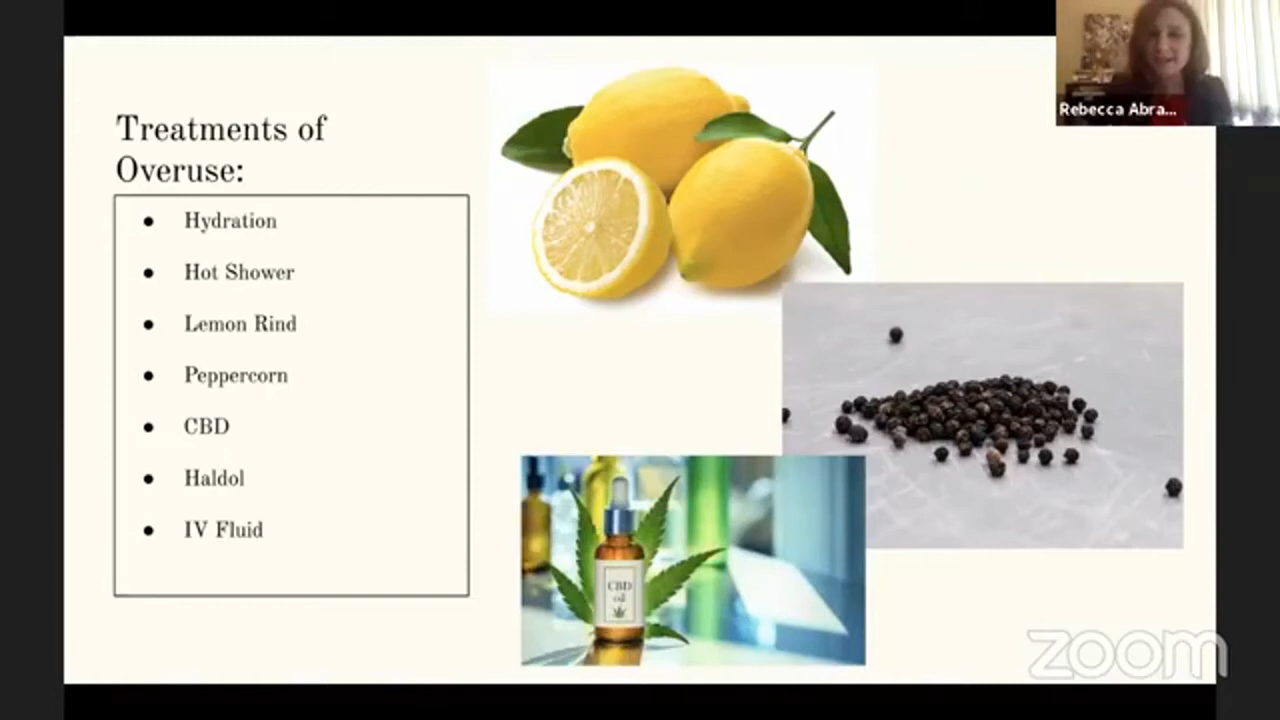 Treatments of
Overuse:
● Hydration
● Hot Shower
● Lemon Rind
● Peppercorn
● CBD
● Haldol
● IV Fluid
Rebecca Abra...
CBD
oil
zoom